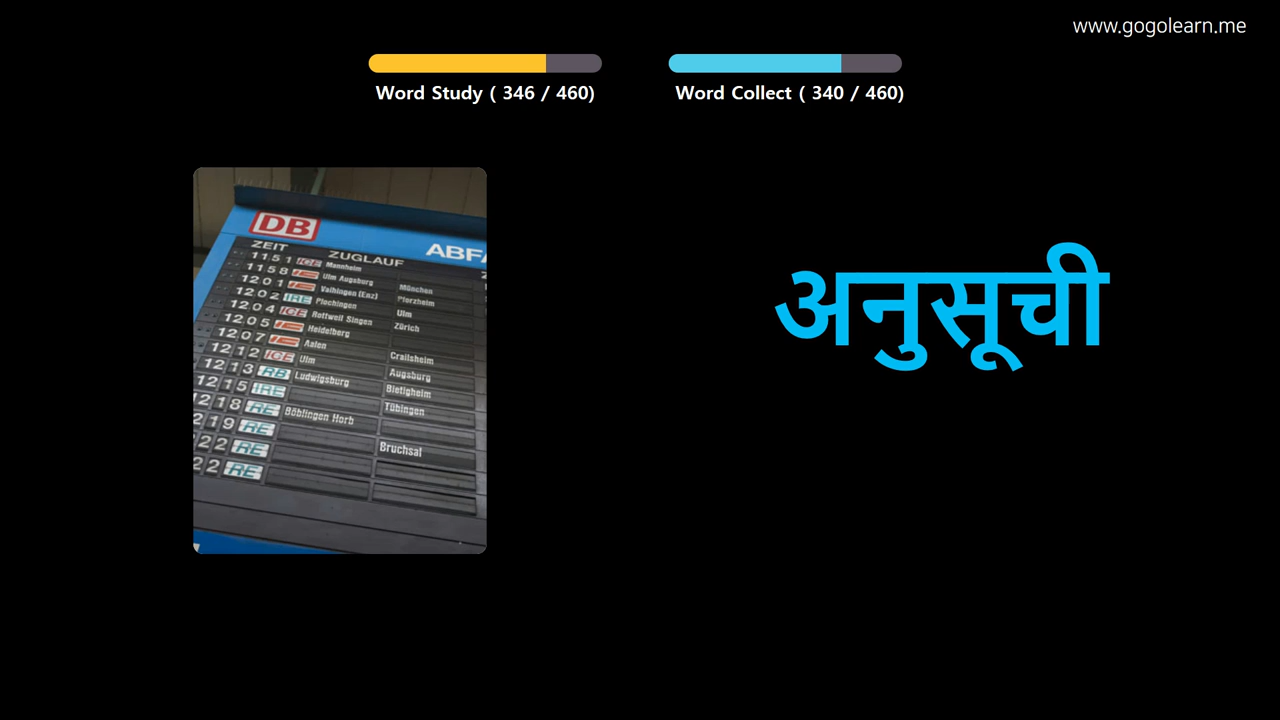 www.gogolearn.me
Word Study ( 346 / 460)
Word Collect ( 340 / 460)
अनुसूची
DB
ABFA
ZEIT ZUGLAUF
1151 ICE Mannheim
1158 Ulm Augsburg München
1201 Vaihingen (Enz) Pforzheim
1202 IRE Plochingen Ulm
1204 ICE Rottweil Singen Zürich
1205 Heidelberg
1207 Aalen Crailsheim
1212 ICE Ulm Augsburg
1213 RB Ludwigsburg Bietigheim
1215 IRE Tübingen
1218 RE Böblingen Horb
219 RE Bruchsal
22 RE
22 RE